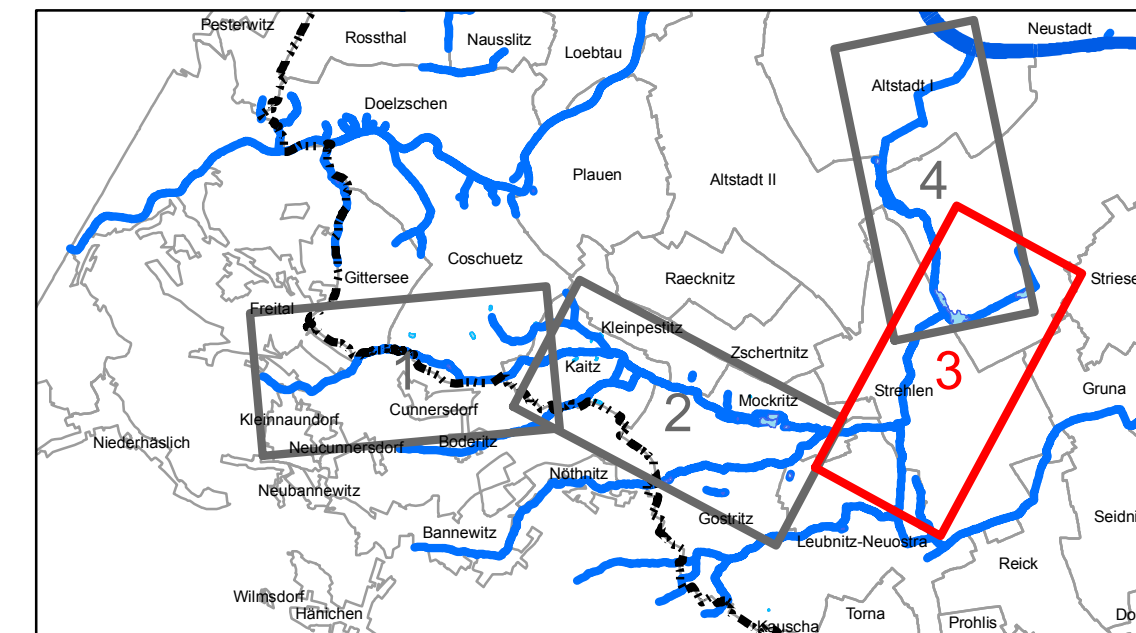 Pesterwitz
Rossthal
Nausslitz
Loebtau
Neustadt
Altstadt I
Doelzschen
Plauen
Altstadt II
4
Coschuetz
Gittersee
Raecknitz
Striese
Freital
Kleinpestitz
Zschertnitz
1
Kaitz
3
Strehlen
Gruna
Mockritz
2
Cunnersdorf
Kleinnaundorf
Niederhäslich
Boderitz
Neucunnersdorf
Nöthnitz
Neubannewitz
Gostritz
Seidni
Bannewitz
Leubnitz-Neuostra
Reick
Wilmsdorf
Hänichen
Torna
Prohlis
Do
Kauscha